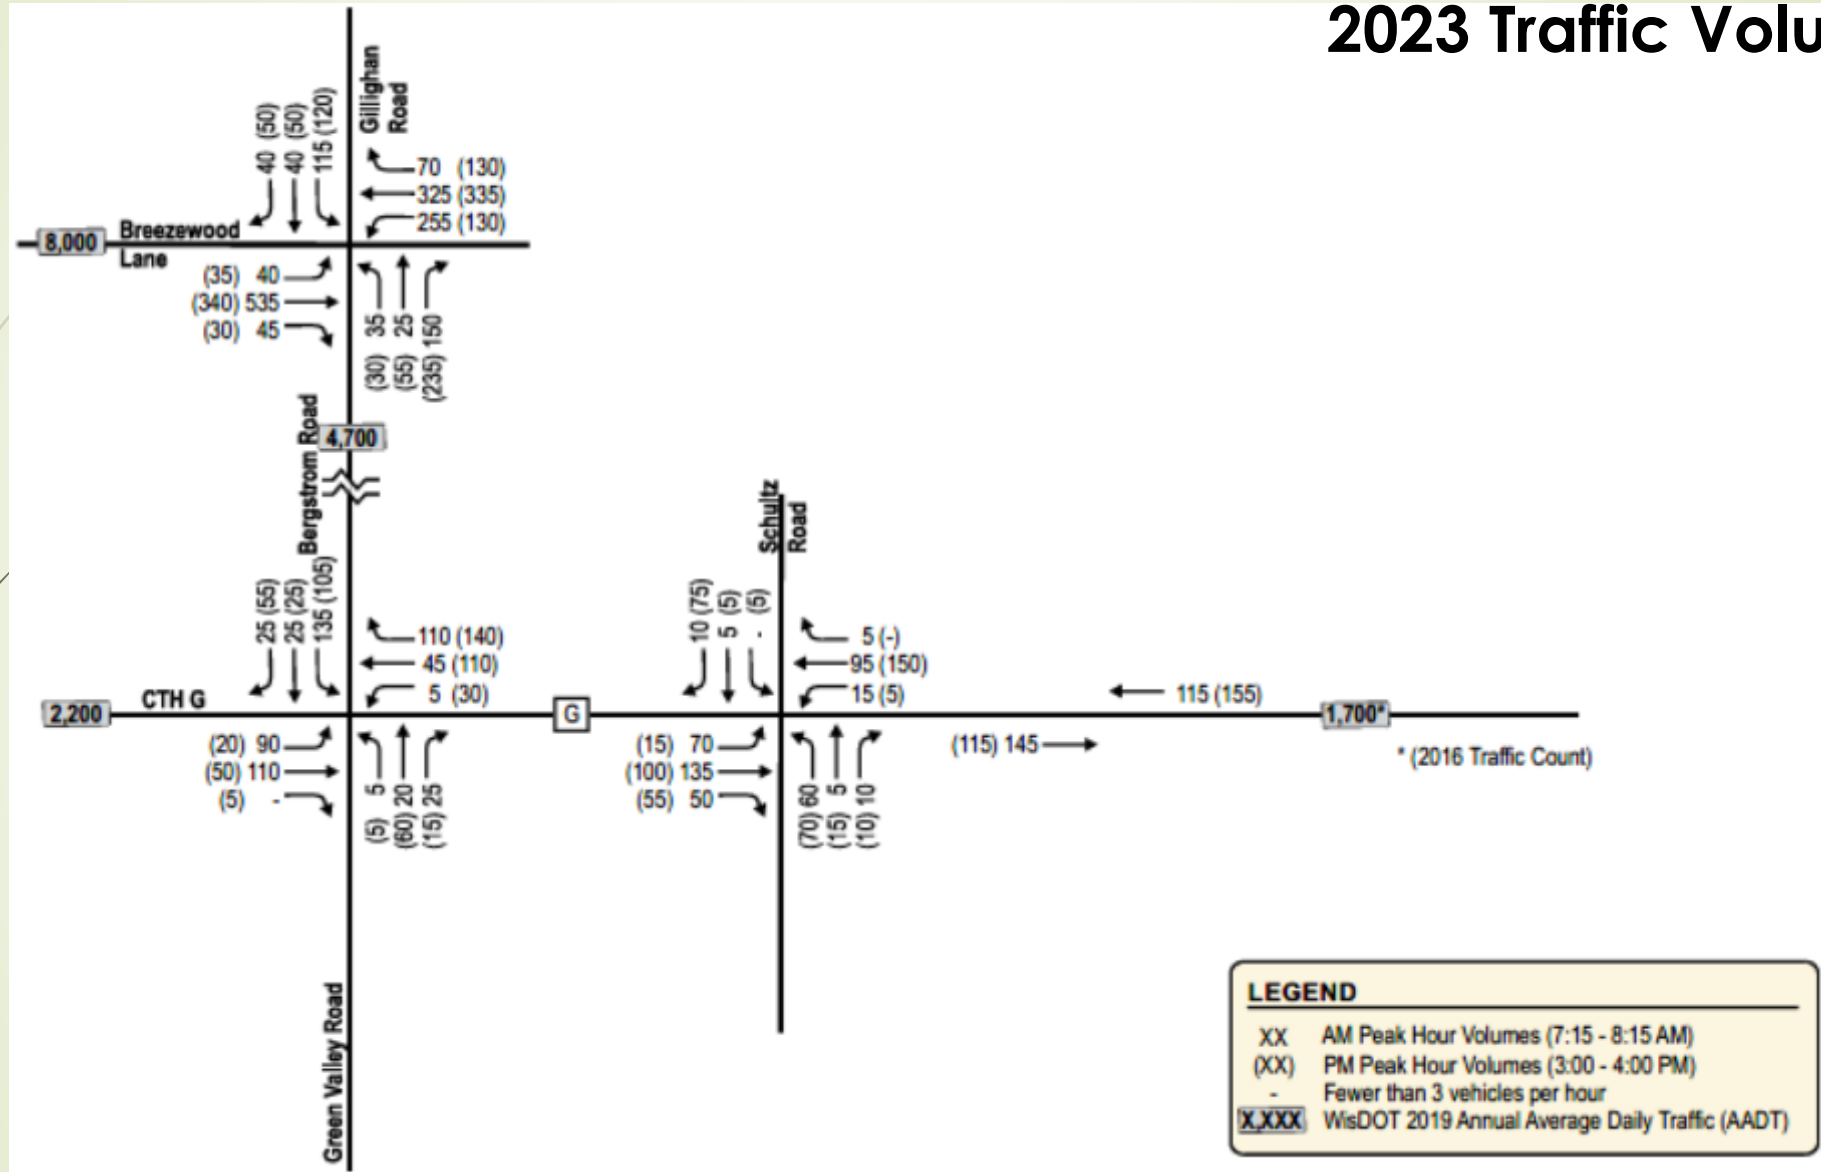 2023 Traffic Volu
Gillighan
Road
40 (50)
40 (50)
115 (120)
70 (130)
325 (335)
255 (130)
8,000
Breezewood
Lane
(35) 40
(340) 535
(30) 45
(30) 35
(55) 25
(235) 150
Bergstrom Road
4,700
Schultz
Road
25 (55)
25 (25)
135 (105)
110 (140)
45 (110)
5 (30)
10 (75)
5 (5)
- (5)
5 (-)
95 (150)
15 (5)
115 (155)
2,200
CTH G
G
1,700*
(20) 90
(50) 110
(5) -
(5) 5
(60) 20
(15) 25
(15) 70
(100) 135
(55) 50
(70) 60
(15) 5
(10) 10
(115) 145
* (2016 Traffic Count)
Green Valley Road
LEGEND
XX AM Peak Hour Volumes (7:15 - 8:15 AM)
(XX) PM Peak Hour Volumes (3:00 - 4:00 PM)
- Fewer than 3 vehicles per hour
X,XXX WisDOT 2019 Annual Average Daily Traffic (AADT)